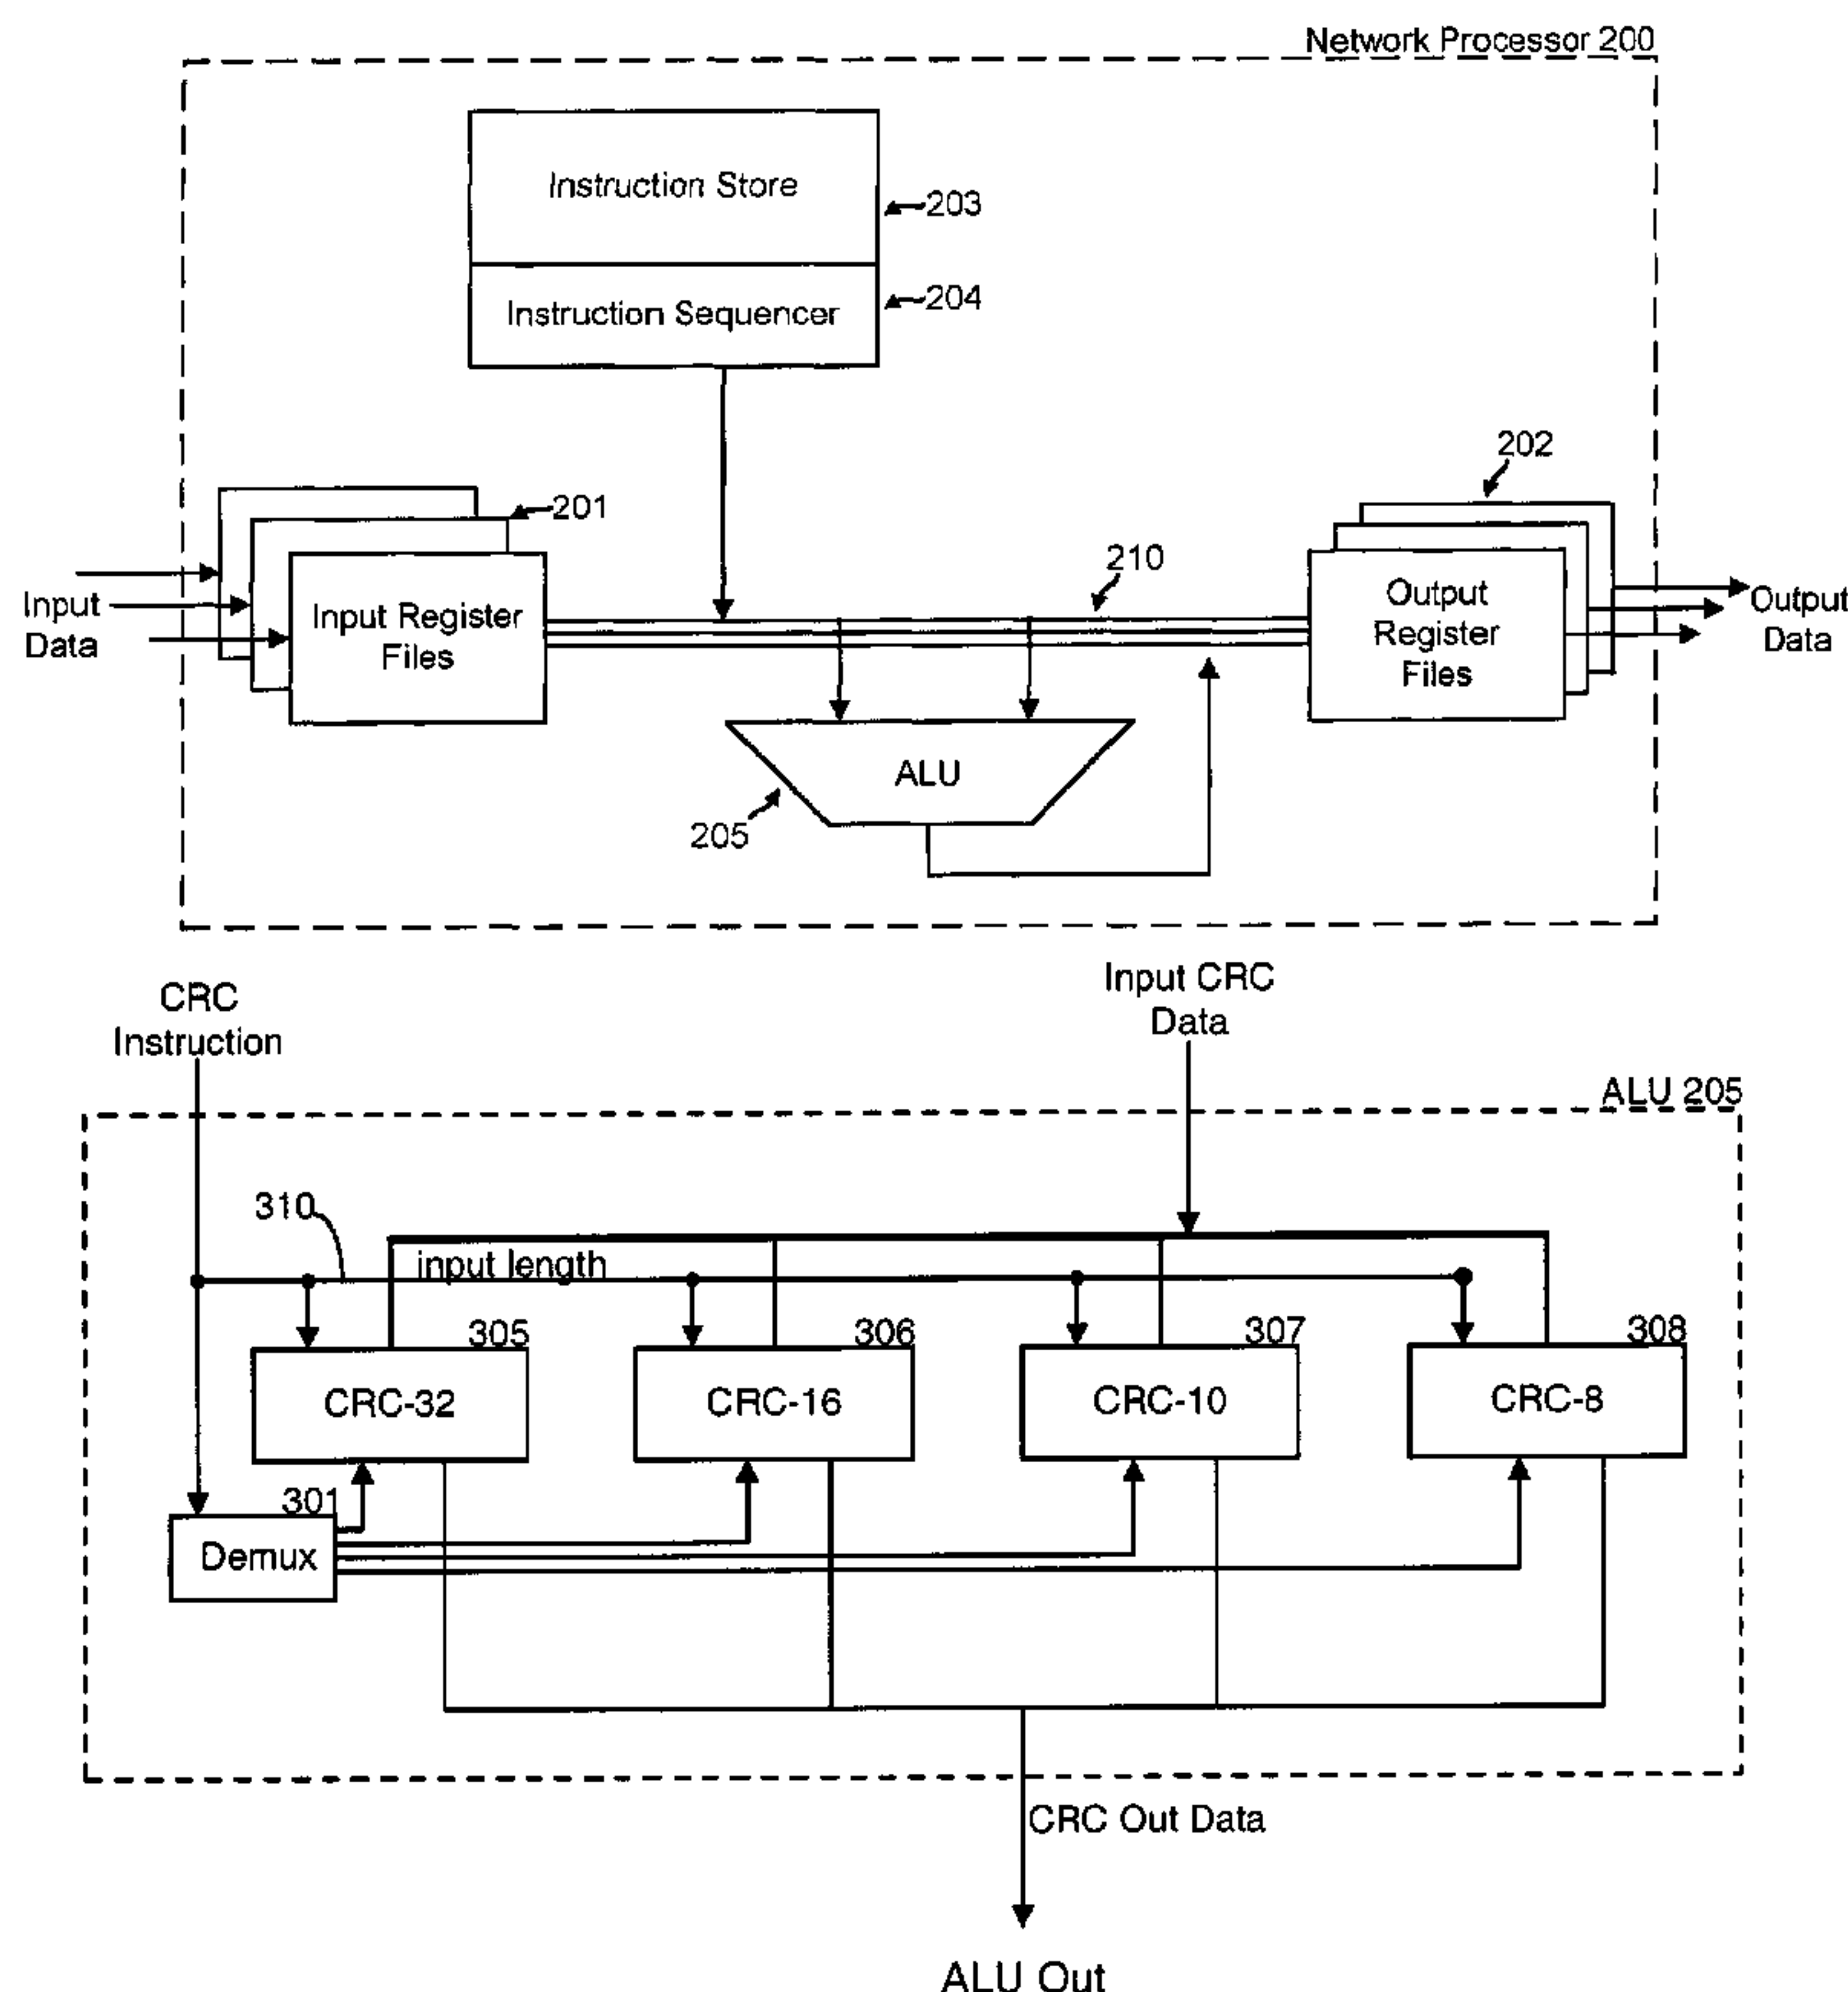 Network Processor 200
Instruction Store
203
Instruction Sequencer
204
202
201
210
Input
Data
Input Register
Files
Output
Register
Files
Output
Data
ALU
205
CRC
Instruction
Input CRC
Data
ALU 205
310
input length
305
306
307
308
CRC-32
CRC-16
CRC-10
CRC-8
301
Demux
CRC Out Data
ALU Out